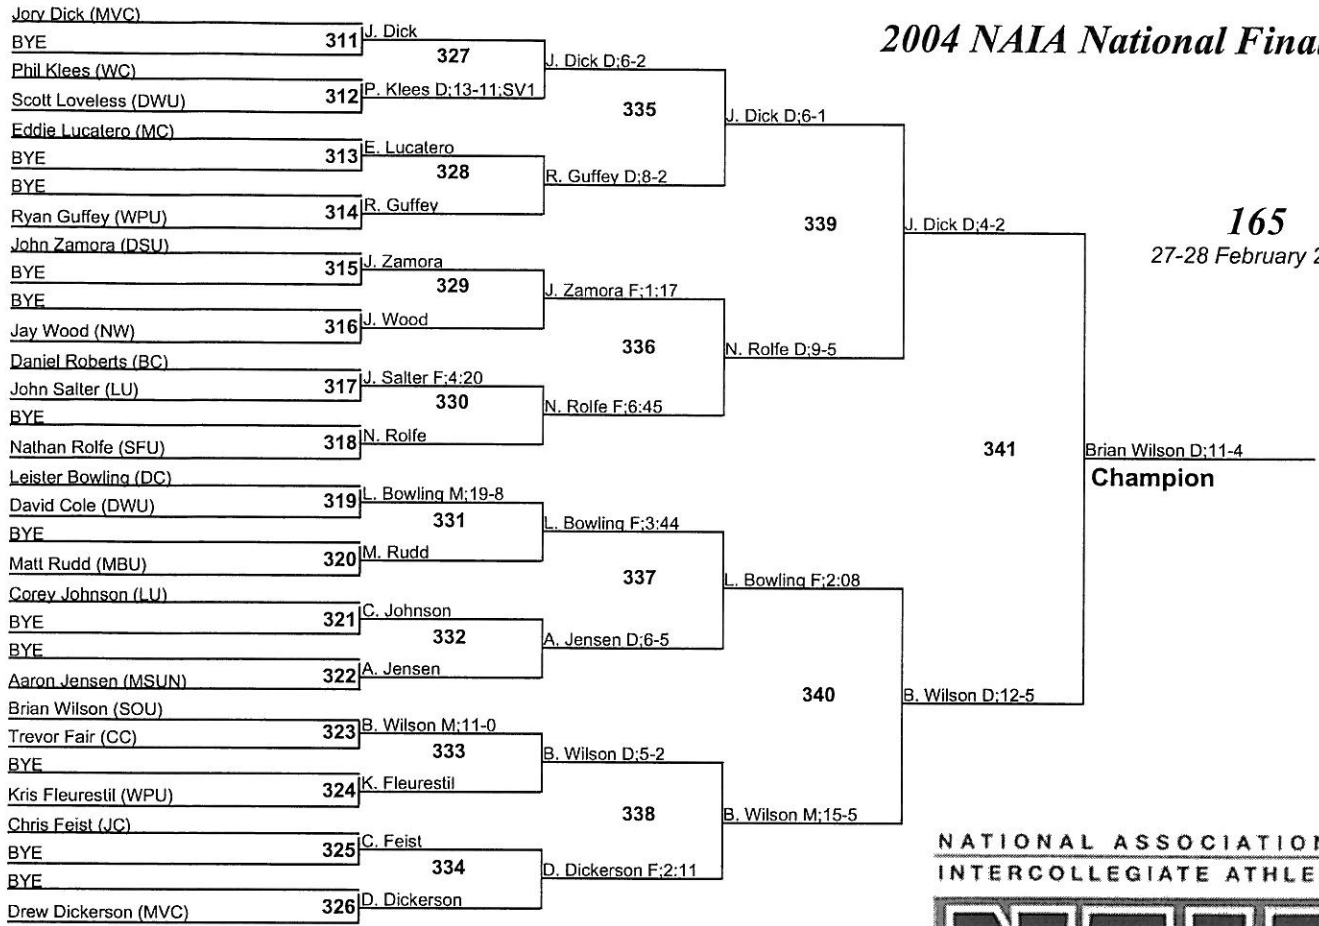 2004 NAIA National Final
165
27-28 February 2
Jory Dick (MVC)
BYE
Phil Klees (WC)
Scott Loveless (DWU)
Eddie Lucatero (MC)
BYE
BYE
Ryan Guffey (WPU)
John Zamora (DSU)
BYE
BYE
Jay Wood (NW)
Daniel Roberts (BC)
John Salter (LU)
BYE
Nathan Rolfe (SFU)
Leister Bowling (DC)
David Cole (DWU)
BYE
Matt Rudd (MBU)
Corey Johnson (LU)
BYE
BYE
Aaron Jensen (MSUN)
Brian Wilson (SOU)
Trevor Fair (CC)
BYE
Kris Fleurestil (WPU)
Chris Feist (JC)
BYE
BYE
Drew Dickerson (MVC)
311 J. Dick
312 P. Klees D;13-11;SV1
313 E. Lucatero
314 R. Guffey
315 J. Zamora
316 J. Wood
317 J. Salter F;4:20
318 N. Rolfe
319 L. Bowling M;19-8
320 M. Rudd
321 C. Johnson
322 A. Jensen
323 B. Wilson M;11-0
324 K. Fleurestil
325 C. Feist
326 D. Dickerson
327
328
329
330
331
332
333
334
J. Dick D;6-2
R. Guffey D;8-2
J. Zamora F;1:17
N. Rolfe F;6:45
L. Bowling F;3:44
A. Jensen D;6-5
B. Wilson D;5-2
D. Dickerson F;2:11
335
336
337
338
J. Dick D;6-1
N. Rolfe D;9-5
L. Bowling F;2:08
B. Wilson M;15-5
339
340
J. Dick D;4-2
B. Wilson D;12-5
341
Brian Wilson D;11-4
Champion
NATIONAL ASSOCIATION
INTERCOLLEGIATE ATHLE